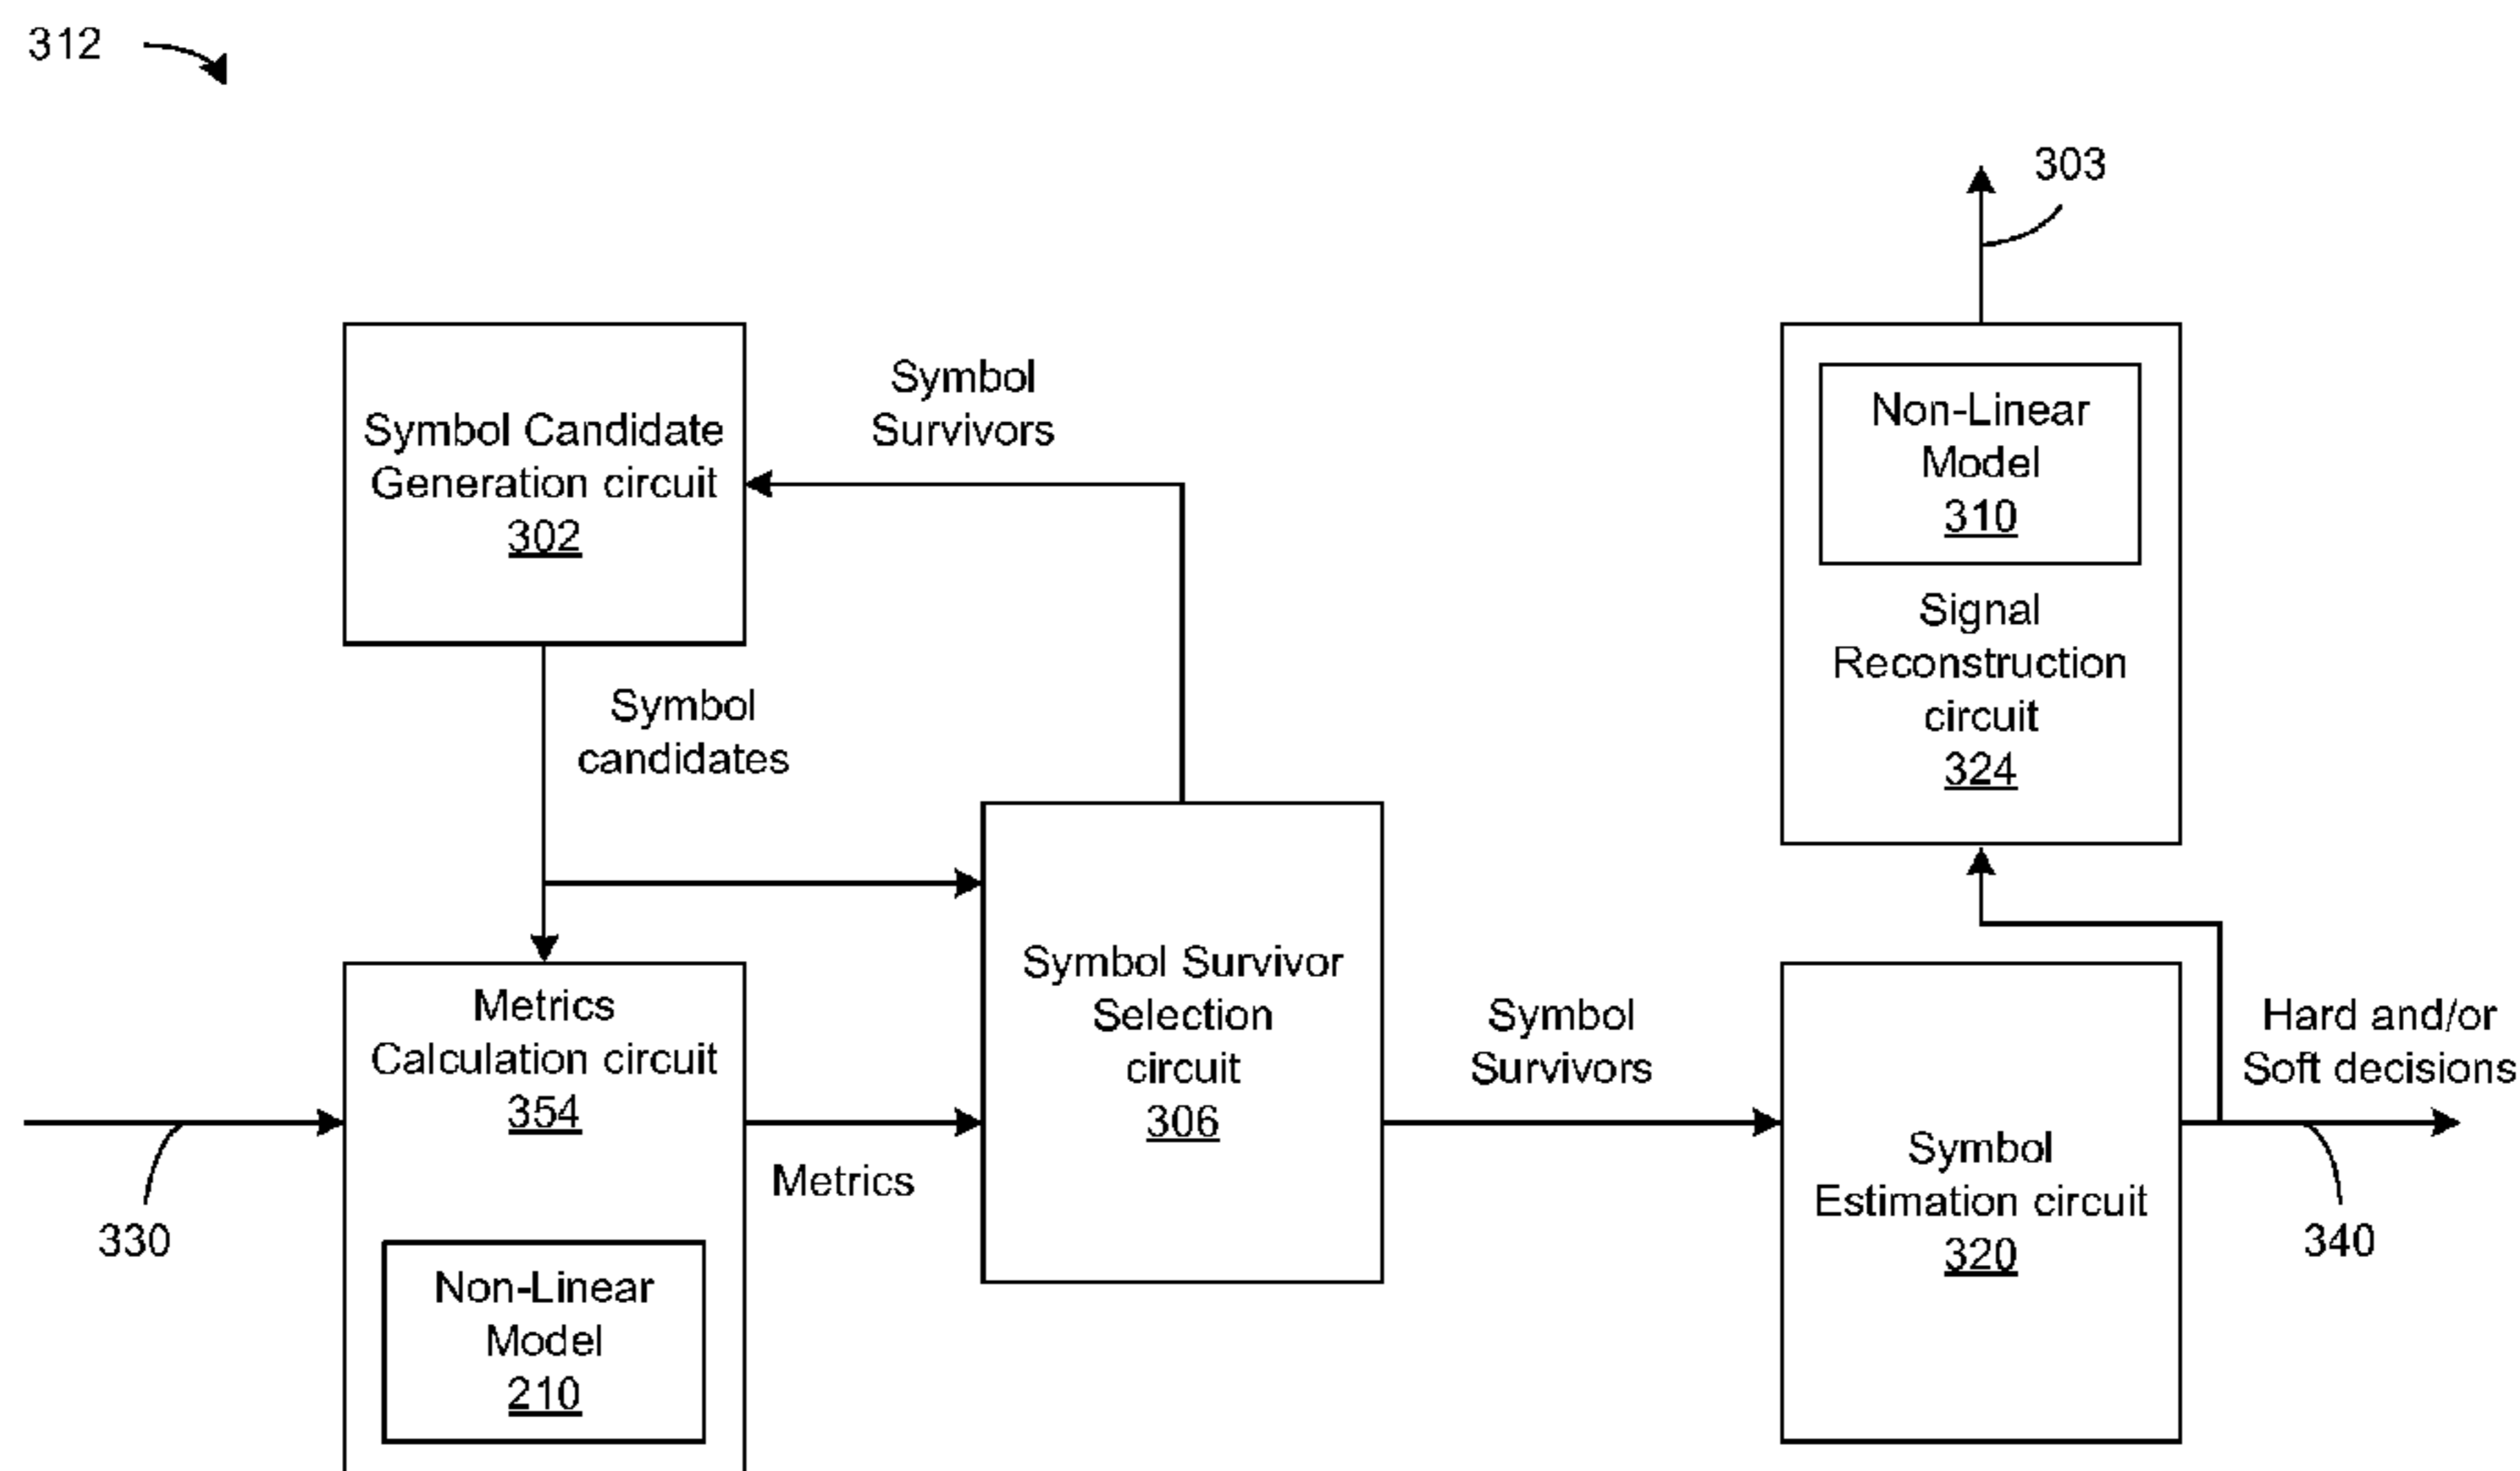 312
303
Symbol Candidate
Generation circuit
302
Symbol
Survivors
Non-Linear
Model
310
Signal
Reconstruction
circuit
324
Symbol
candidates
Metrics
Calculation circuit
354
Non-Linear
Model
210
330
Metrics
Symbol Survivor
Selection
circuit
306
Symbol
Survivors
Symbol
Estimation circuit
320
Hard and/or
Soft decisions
340